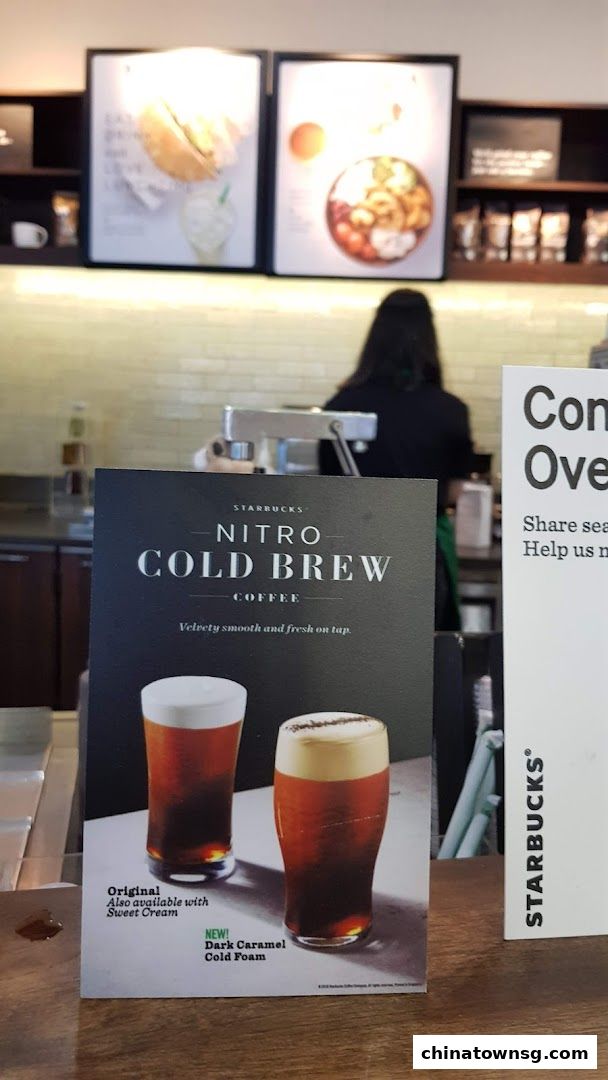 STARBUCKS
NITRO
COLD BREW
COFFEE
Velvety smooth and fresh on tap.
Original
Also available with
Sweet Cream
NEW!
Dark Caramel
Cold Foam
Con
Ove
Share sea
Help us n
STARBUCKS®
chinatownsg.com